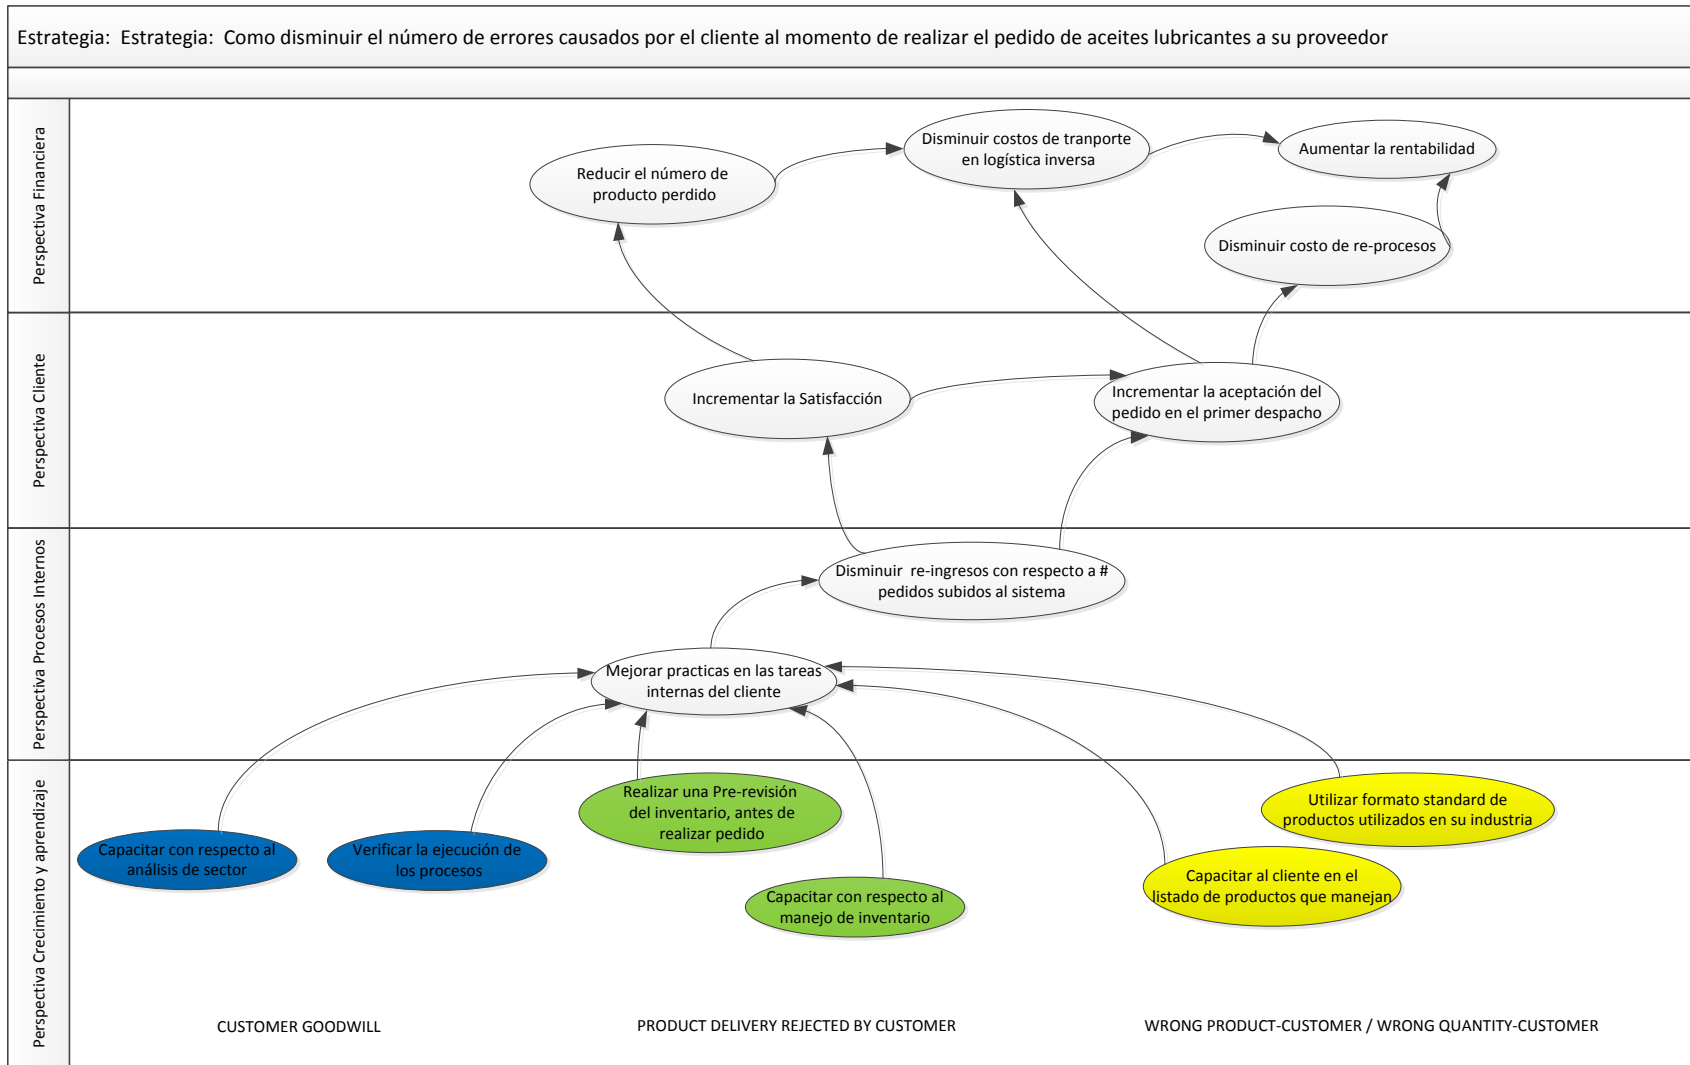 Estrategia:  Estrategia:  Como disminuir el número de errores causados por el cliente al momento de realizar el pedido de aceites lubricantes a su proveedor
Perspectiva Financiera
Disminuir costos de tranporte
en logística inversa
Aumentar la rentabilidad
Reducir el número de
producto perdido
Disminuir costo de re-procesos
Perspectiva Cliente
Incrementar la Satisfacción
Incrementar la aceptación del
pedido en el primer despacho
Perspectiva Procesos Internos
Disminuir  re-ingresos con respecto a #
pedidos subidos al sistema
Mejorar practicas en las tareas
internas del cliente
Perspectiva Crecimiento y aprendizaje
Capacitar con respecto al
análisis de sector
Verificar la ejecución de
los procesos
Realizar una Pre-revisión
del inventario, antes de
realizar pedido
Capacitar con respecto al
manejo de inventario
Utilizar formato standard de
productos utilizados en su industria
Capacitar al cliente en el
listado de productos que manejan
CUSTOMER GOODWILL
PRODUCT DELIVERY REJECTED BY CUSTOMER
WRONG PRODUCT-CUSTOMER / WRONG QUANTITY-CUSTOMER